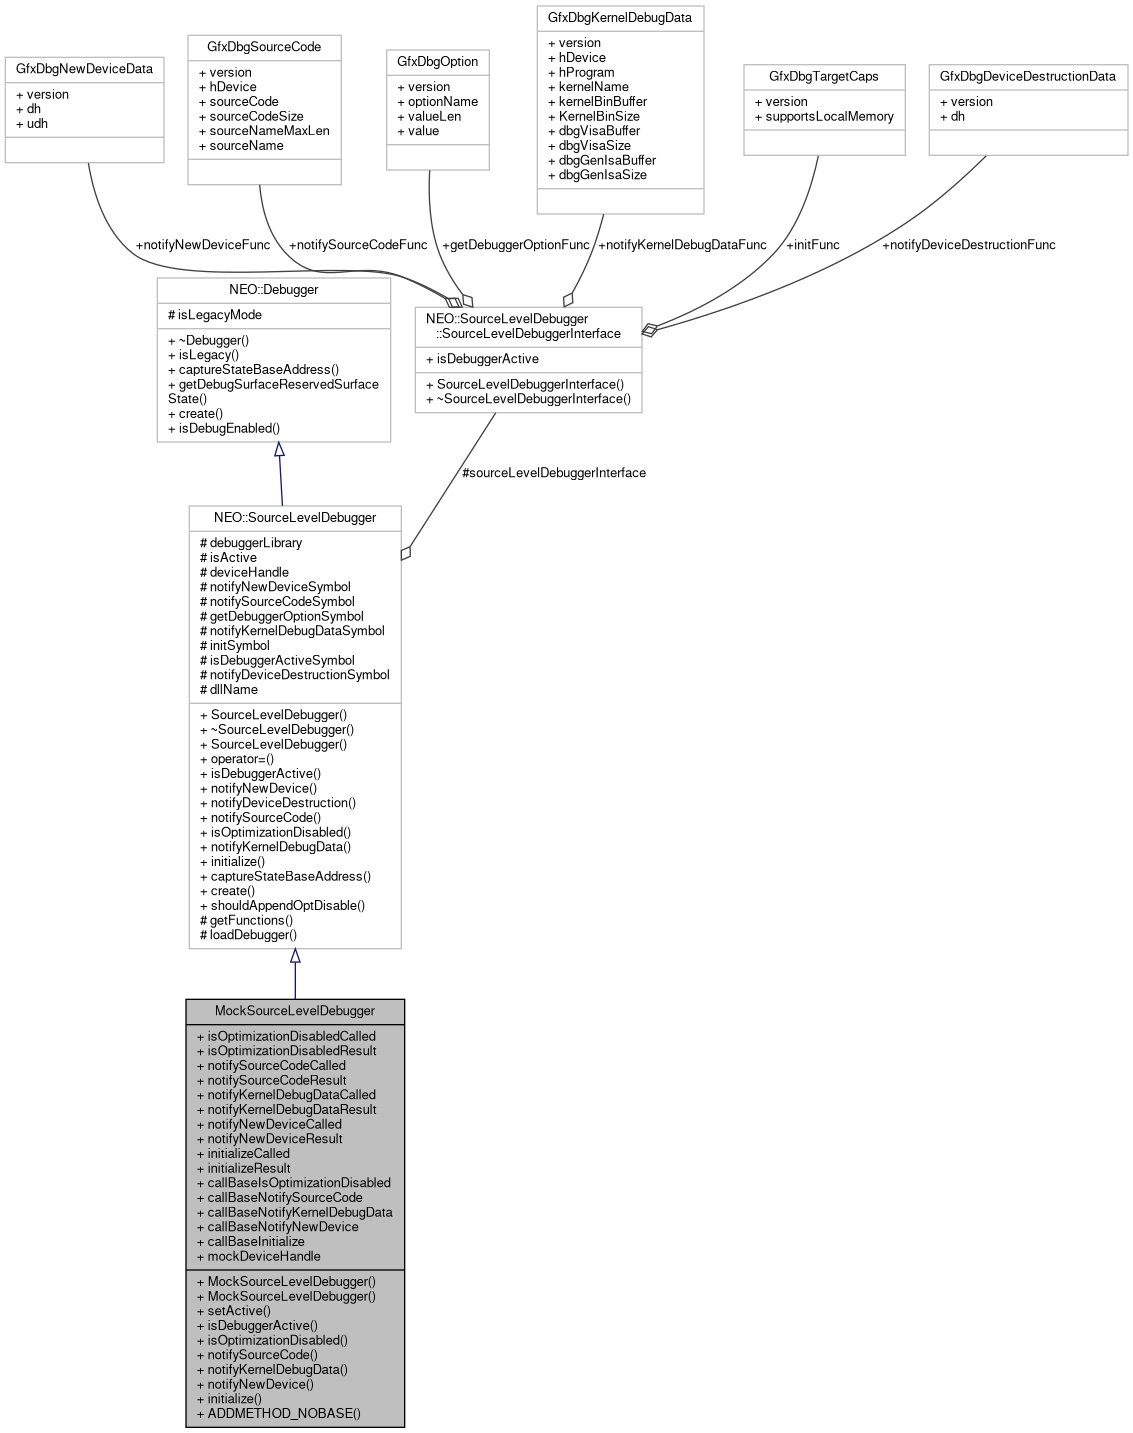 GfxDbgNewDeviceData
+ version
+ dh
+ udh
GfxDbgSourceCode
+ version
+ hDevice
+ sourceCode
+ sourceCodeSize
+ sourceNameMaxLen
+ sourceName
GfxDbgOption
+ version
+ optionName
+ valueLen
+ value
GfxDbgKernelDebugData
+ version
+ hDevice
+ hProgram
+ kernelName
+ kernelBinBuffer
+ KernelBinSize
+ dbgVisaBuffer
+ dbgVisaSize
+ dbgGenIsaBuffer
+ dbgGenIsaSize
GfxDbgTargetCaps
+ version
+ supportsLocalMemory
GfxDbgDeviceDestructionData
+ version
+ dh
+notifyNewDeviceFunc
+notifySourceCodeFunc
+getDebuggerOptionFunc
+notifyKernelDebugDataFunc
+initFunc
+notifyDeviceDestructionFunc
NEO::Debugger
# isLegacyMode
+ ~Debugger()
+ isLegacy()
+ captureStateBaseAddress()
+ getDebugSurfaceReservedSurface
State()
+ create()
+ isDebugEnabled()
NEO::SourceLevelDebugger
::SourceLevelDebuggerInterface
+ isDebuggerActive
+ SourceLevelDebuggerInterface()
+ ~SourceLevelDebuggerInterface()
#sourceLevelDebuggerInterface
NEO::SourceLevelDebugger
# debuggerLibrary
# isActive
# deviceHandle
# notifyNewDeviceSymbol
# notifySourceCodeSymbol
# getDebuggerOptionSymbol
# notifyKernelDebugDataSymbol
# initSymbol
# isDebuggerActiveSymbol
# notifyDeviceDestructionSymbol
# dllName
+ SourceLevelDebugger()
+ ~SourceLevelDebugger()
+ SourceLevelDebugger()
+ operator=()
+ isDebuggerActive()
+ notifyNewDevice()
+ notifyDeviceDestruction()
+ notifySourceCode()
+ isOptimizationDisabled()
+ notifyKernelDebugData()
+ initialize()
+ captureStateBaseAddress()
+ create()
+ shouldAppendOptDisable()
# getFunctions()
# loadDebugger()
MockSourceLevelDebugger
+ isOptimizationDisabledCalled
+ isOptimizationDisabledResult
+ notifySourceCodeCalled
+ notifySourceCodeResult
+ notifyKernelDebugDataCalled
+ notifyKernelDebugDataResult
+ notifyNewDeviceCalled
+ notifyNewDeviceResult
+ initializeCalled
+ initializeResult
+ callBaseIsOptimizationDisabled
+ callBaseNotifySourceCode
+ callBaseNotifyKernelDebugData
+ callBaseNotifyNewDevice
+ callBaseInitialize
+ mockDeviceHandle
+ MockSourceLevelDebugger()
+ MockSourceLevelDebugger()
+ setActive()
+ isDebuggerActive()
+ isOptimizationDisabled()
+ notifySourceCode()
+ notifyKernelDebugData()
+ notifyNewDevice()
+ initialize()
+ ADDMETHOD_NOBASE()